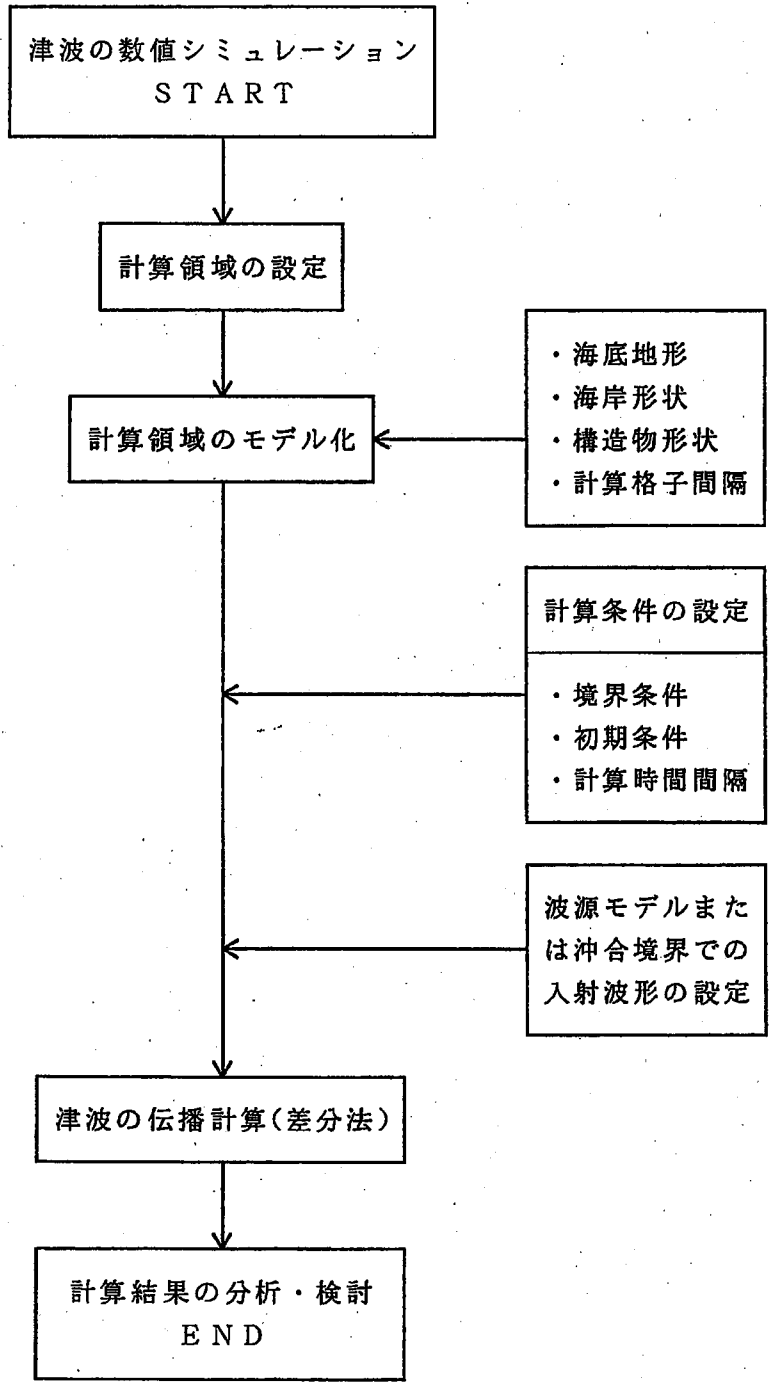 津波の数値シミュレーション
START
計算領域の設定
計算領域のモデル化
・海底地形
・海岸形状
・構造物形状
・計算格子間隔
計算条件の設定
・境界条件
・初期条件
・計算時間間隔
波源モデルまた
は沖合境界での
入射波形の設定
津波の伝播計算(差分法)
計算結果の分析・検討
END